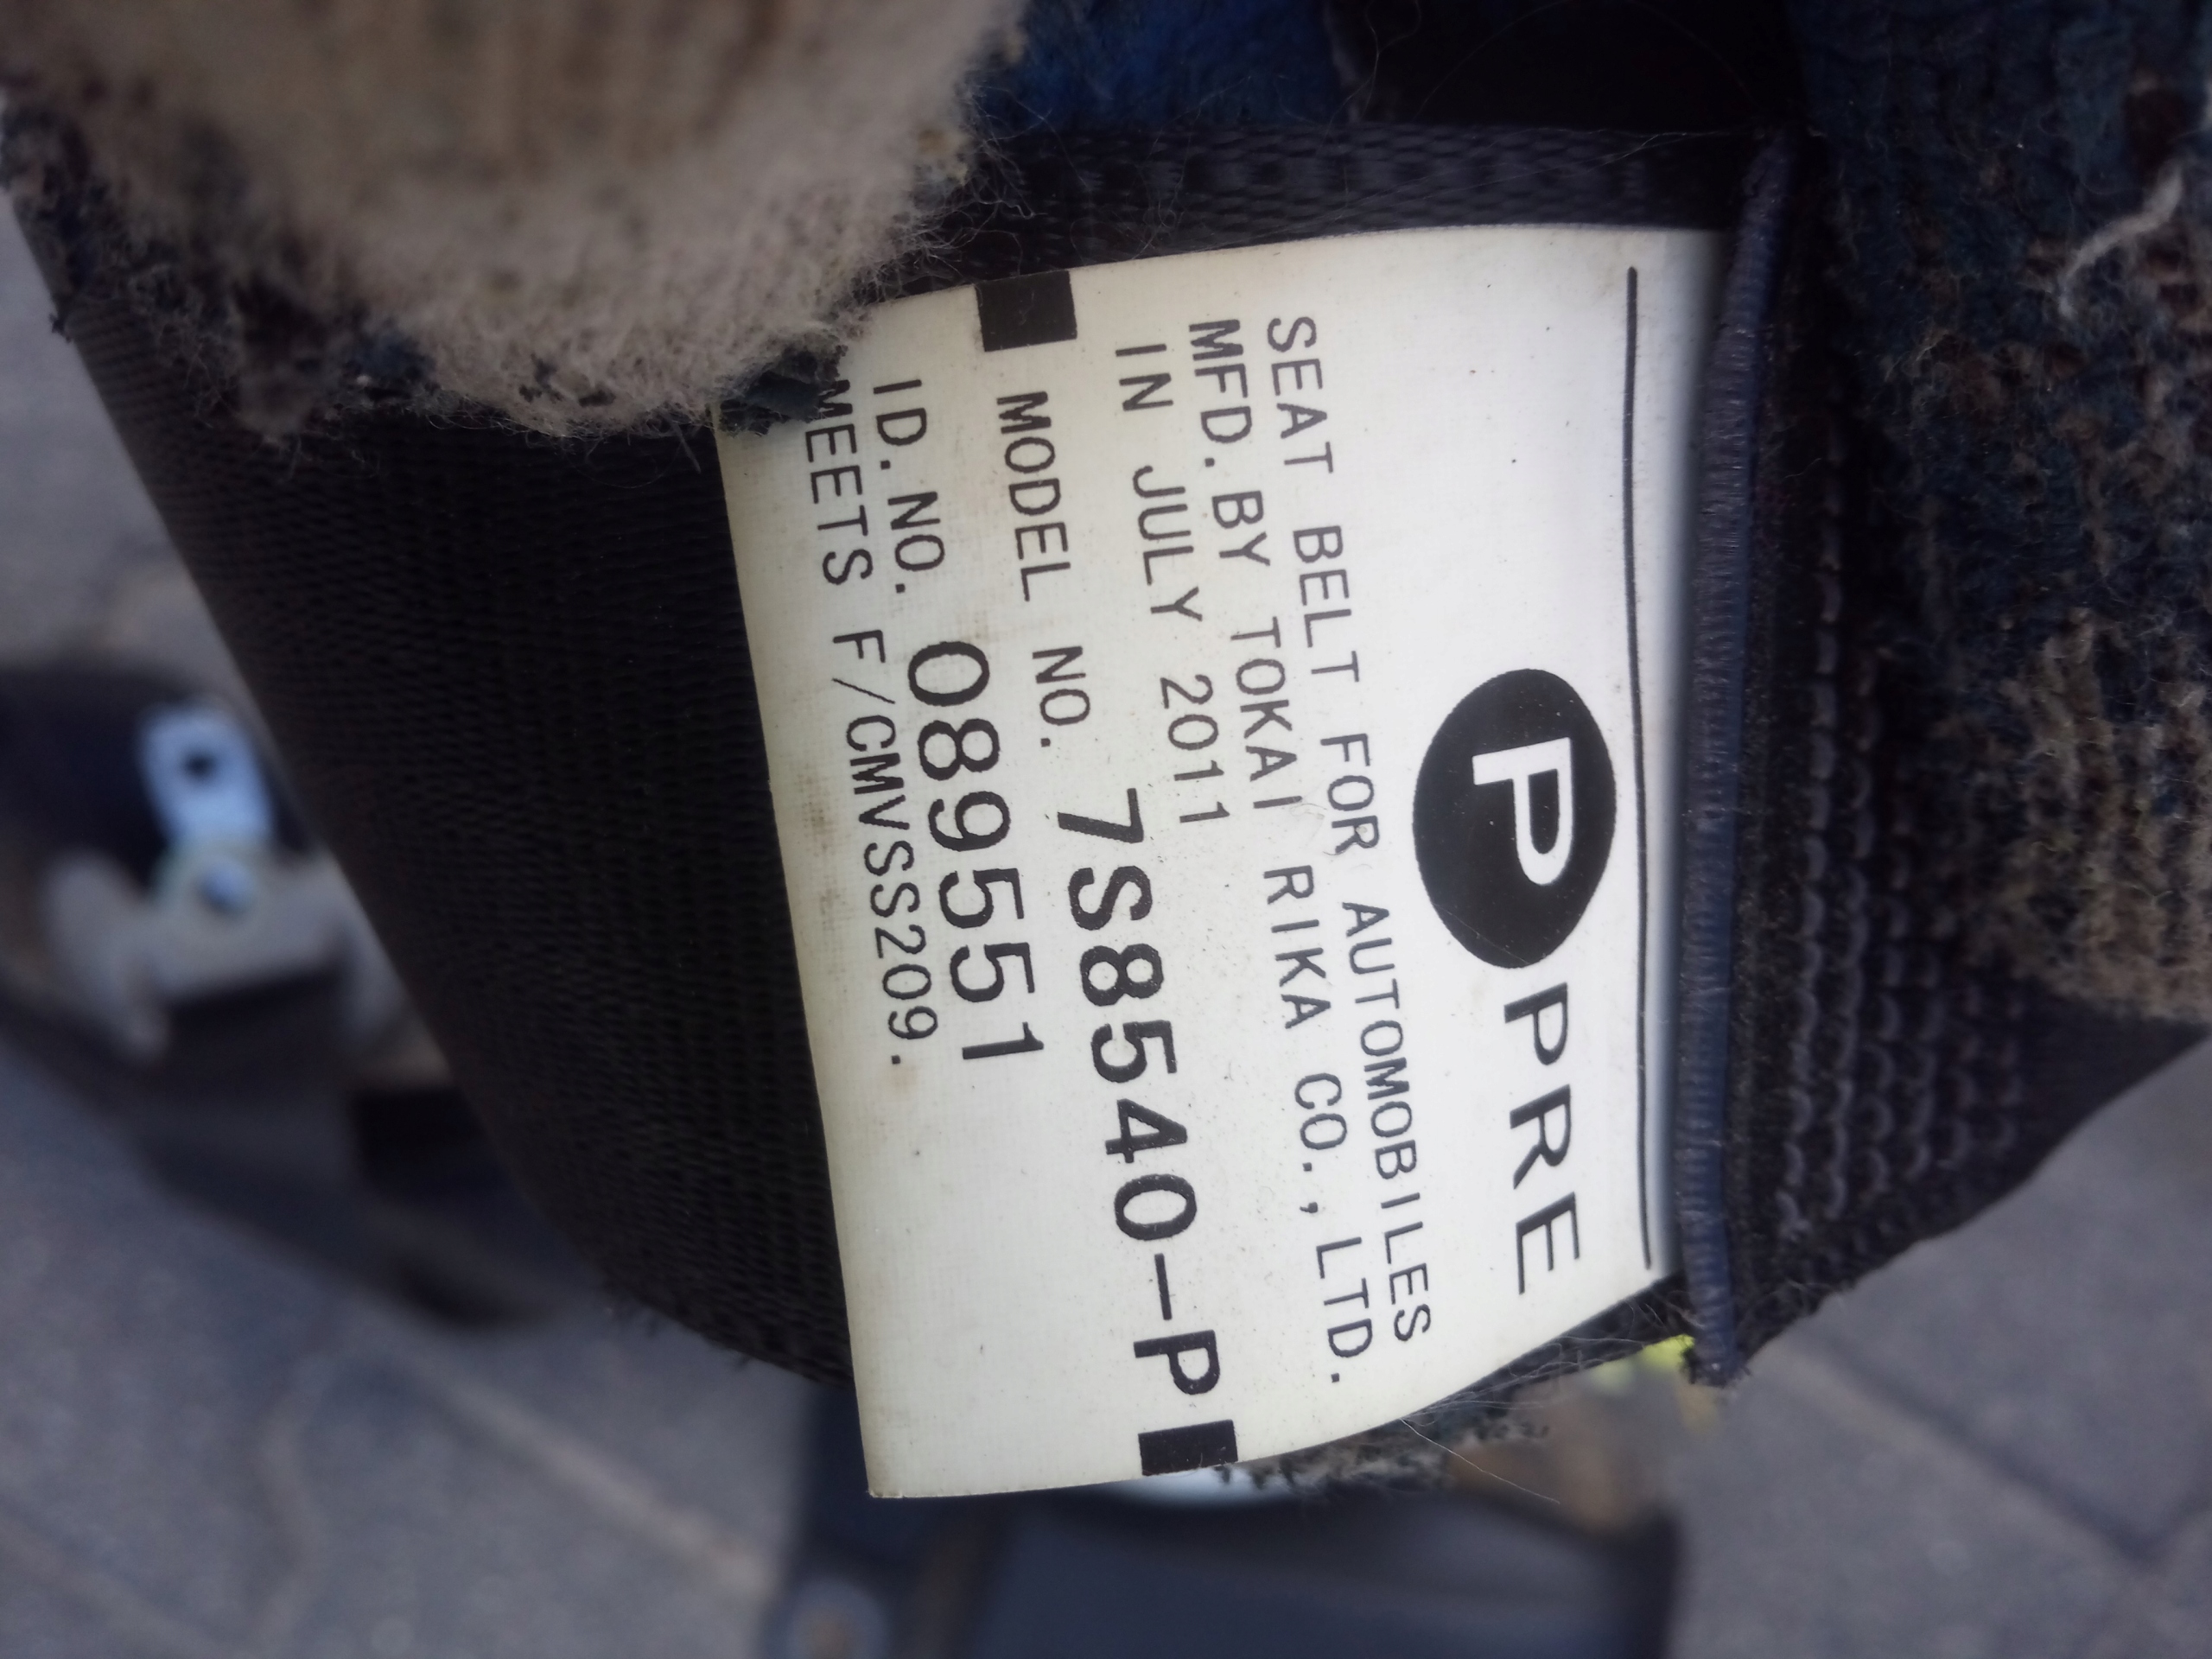 P PRE
SEAT BELT FOR AUTOMOBILES
MFD. BY TOKAI RIKA CO., LTD.
IN JULY 2011
MODEL NO. 7S8540-P
ID.NO. 089551
MEETS F/CMVSS209.